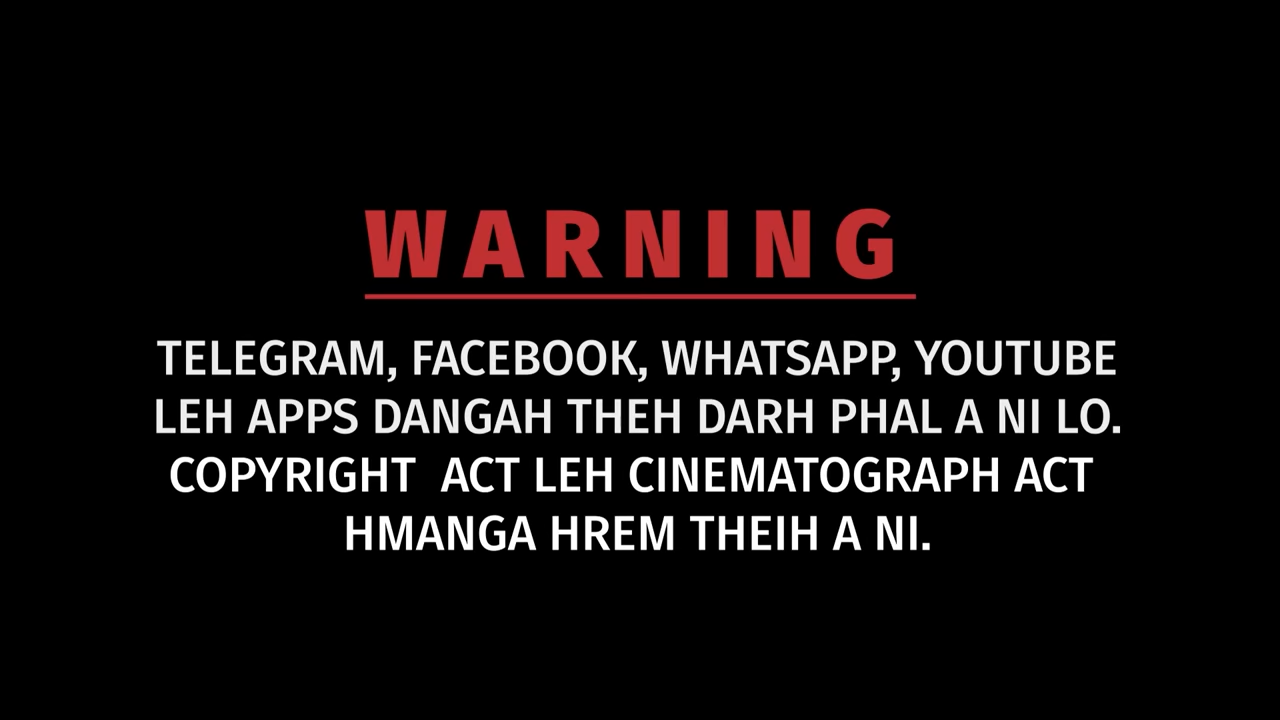 WARNING
TELEGRAM, FACEBOOK, WHATSAPP, YOUTUBE
LEH APPS DANGAH THEH DARH PHAL A NI LO.
COPYRIGHT  ACT LEH CINEMATOGRAPH ACT
HMANGA HREM THEIH A NI.